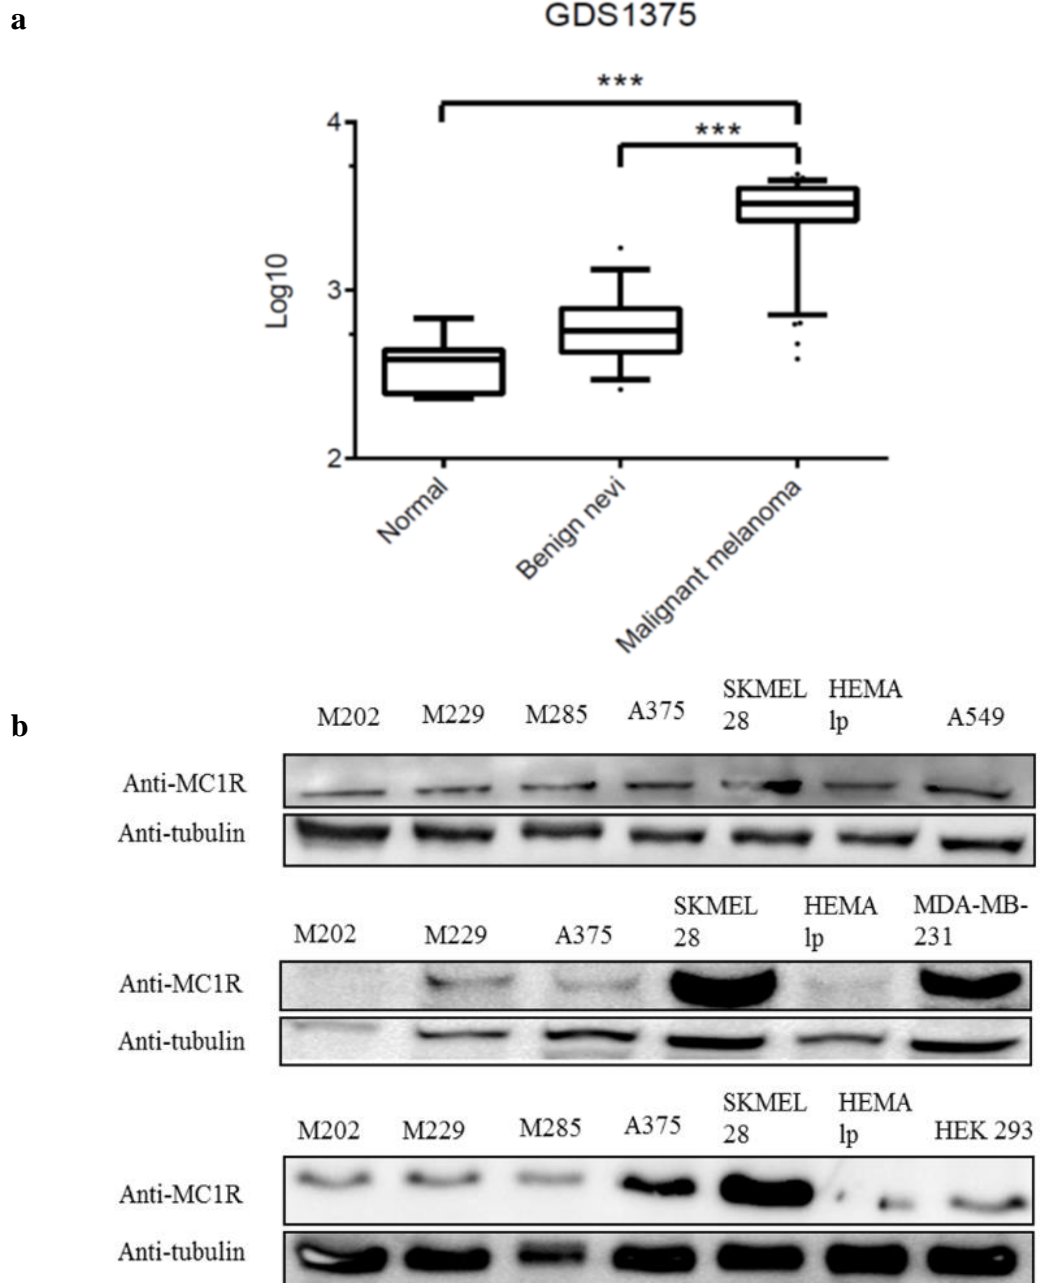 a
GDS1375
***
***
4
3
2
Log10
Normal
Benign nevi
Malignant melanoma
b
M202 M229 M285 A375 SKMEL 28 HEMA lp A549
Anti-MC1R
Anti-tubulin
M202 M229 A375 SKMEL 28 HEMA lp MDA-MB-231
Anti-MC1R
Anti-tubulin
M202 M229 M285 A375 SKMEL 28 HEMA lp HEK 293
Anti-MC1R
Anti-tubulin